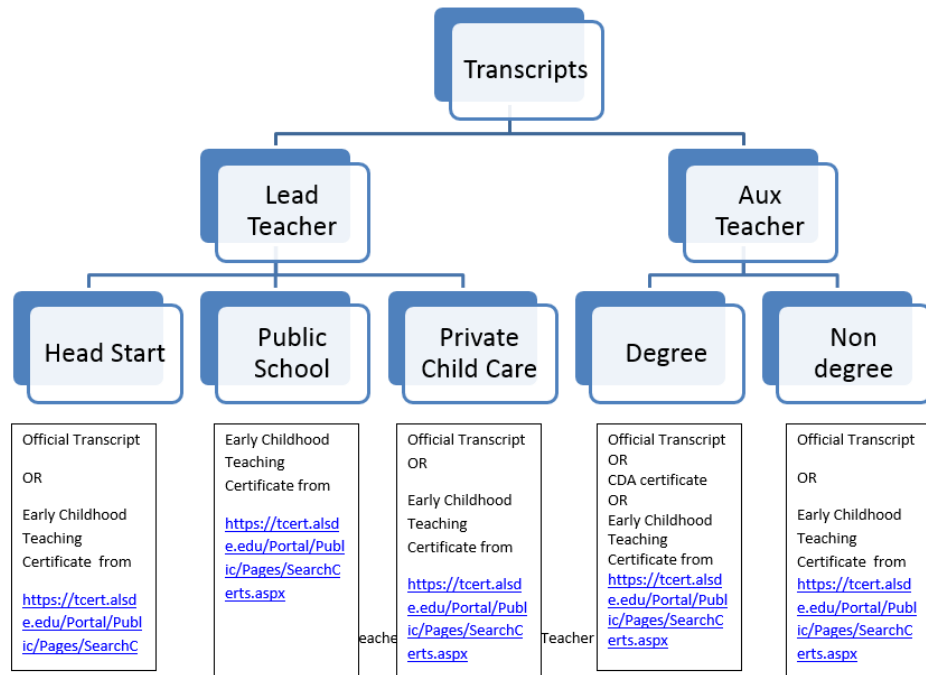 Transcripts
Lead
Teacher
Aux
Teacher
Head Start
Public
School
Private
Child Care
Degree
Non
degree
Official Transcript
OR
Early Childhood
Teaching
Certificate from
https://tcert.alsd
e.edu/Portal/Publ
ic/Pages/SearchC
Early Childhood
Teaching
Certificate from
https://tcert.alsd
e.edu/Portal/Publ
ic/Pages/SearchC
erts.aspx
eache
Official Transcript
OR
Early Childhood
Teaching
Certificate from
https://tcert.alsd
e.edu/Portal/Publ
ic/Pages/SearchC
erts.aspx
Teacher
Official Transcript
OR
CDA certificate
OR
Early Childhood
Teaching
Certificate from
https://tcert.alsd
e.edu/Portal/Publ
ic/Pages/SearchC
erts.aspx
Official Transcript
OR
Early Childhood
Teaching
Certificate from
https://tcert.alsd
e.edu/Portal/Publ
ic/Pages/SearchC
erts.aspx